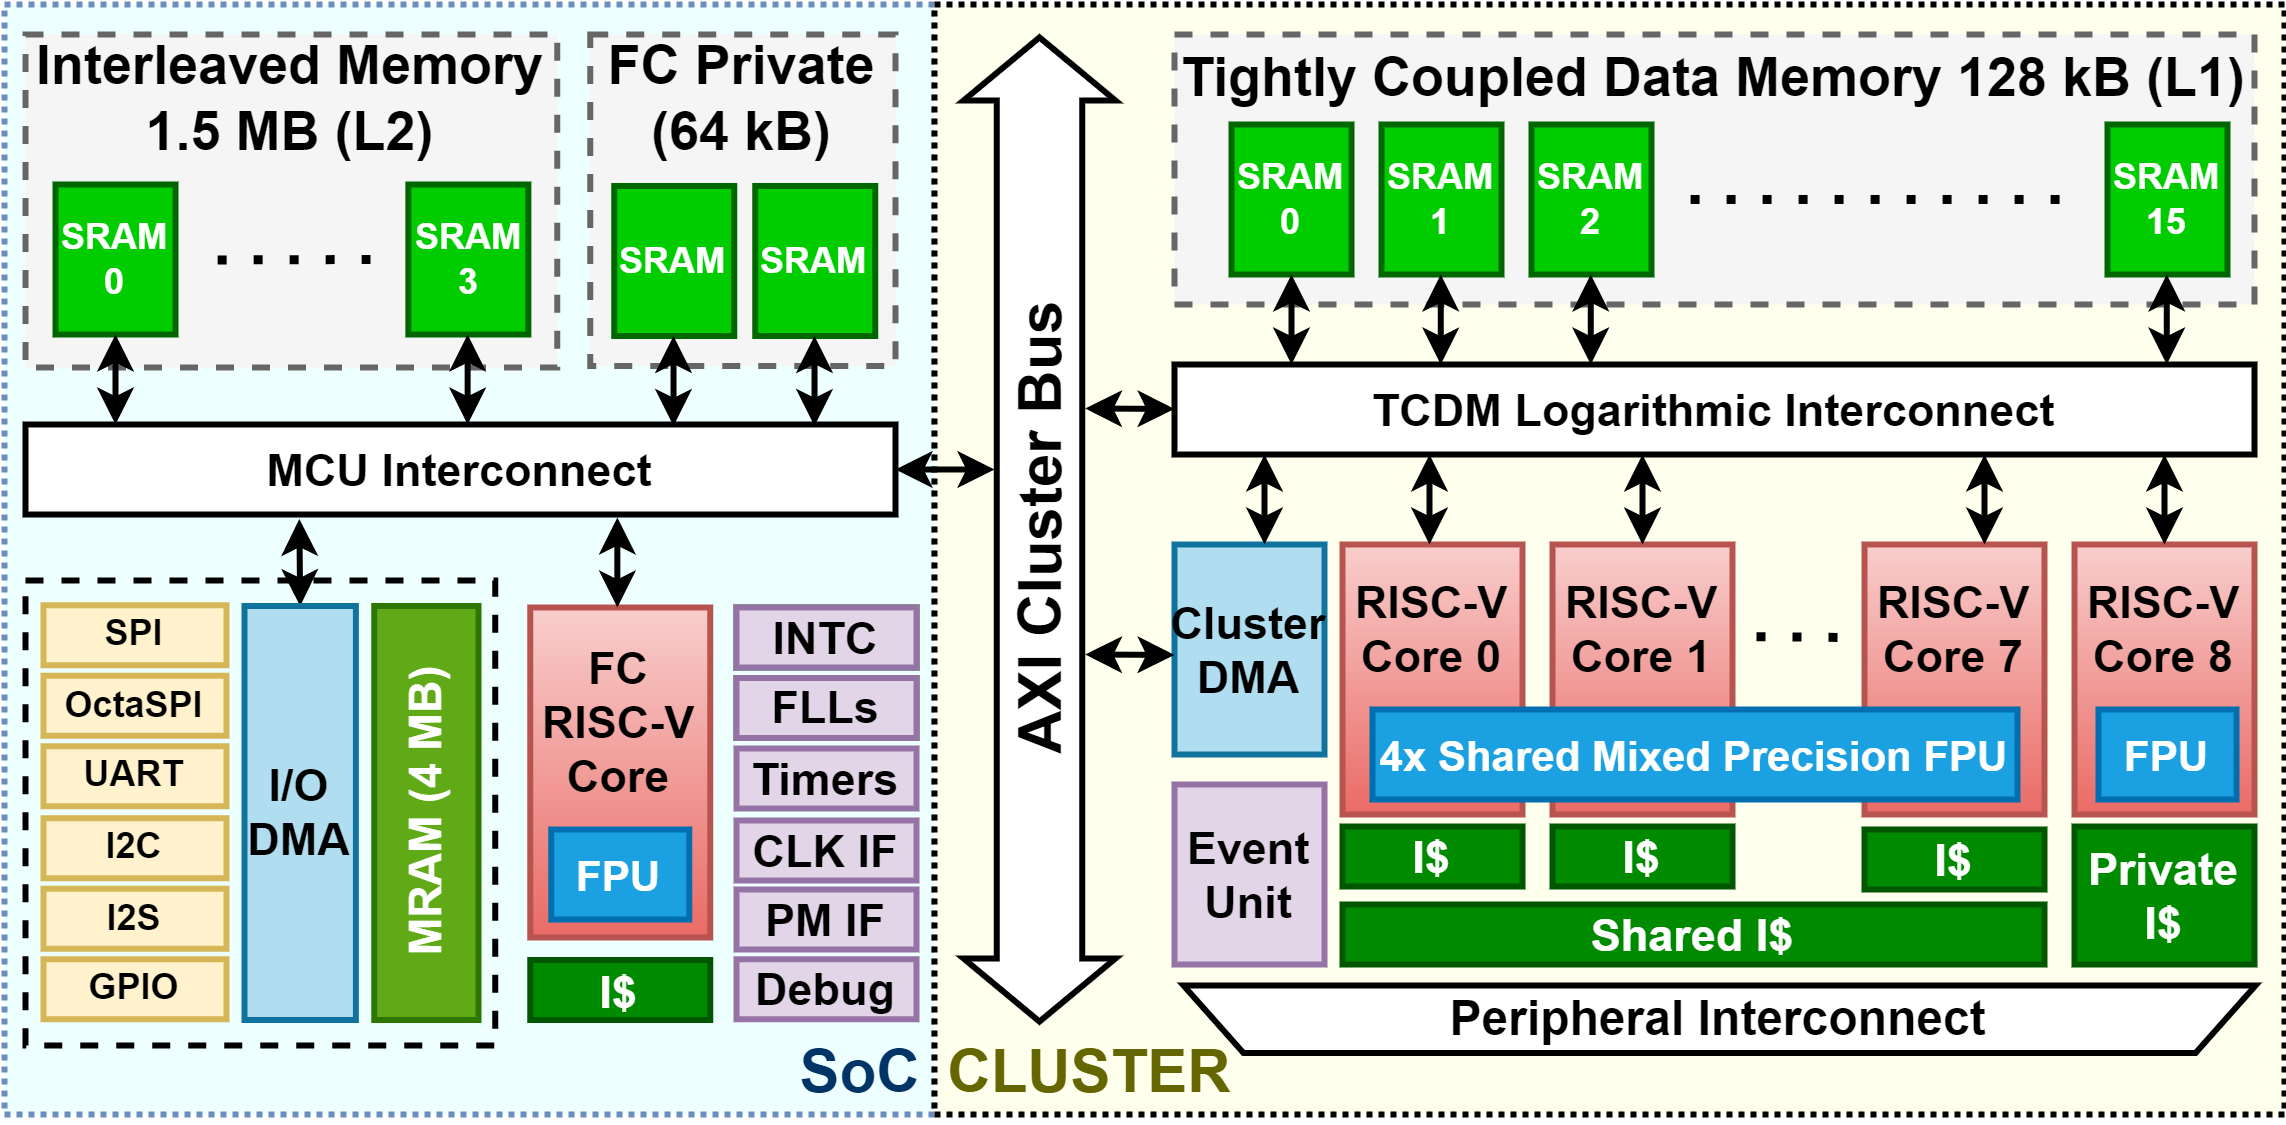 Interleaved Memory
1.5 MB (L2)
SRAM
0
. . . . .
SRAM
3
FC Private
(64 kB)
SRAM
SRAM
MCU Interconnect
SPI
OctaSPI
UART
I2C
I2S
GPIO
I/O
DMA
MRAM (4 MB)
FC
RISC-V
Core
FPU
I$
INTC
FLLs
Timers
CLK IF
PM IF
Debug
SoC
AXI Cluster Bus
Tightly Coupled Data Memory 128 kB (L1)
SRAM
0
SRAM
1
SRAM
2
. . . . . . . . . . .
SRAM
15
TCDM Logarithmic Interconnect
Cluster
DMA
Event
Unit
RISC-V
Core 0
RISC-V
Core 1
. . .
RISC-V
Core 7
RISC-V
Core 8
4x Shared Mixed Precision FPU
FPU
I$
I$
I$
Private
I$
Shared I$
Peripheral Interconnect
CLUSTER